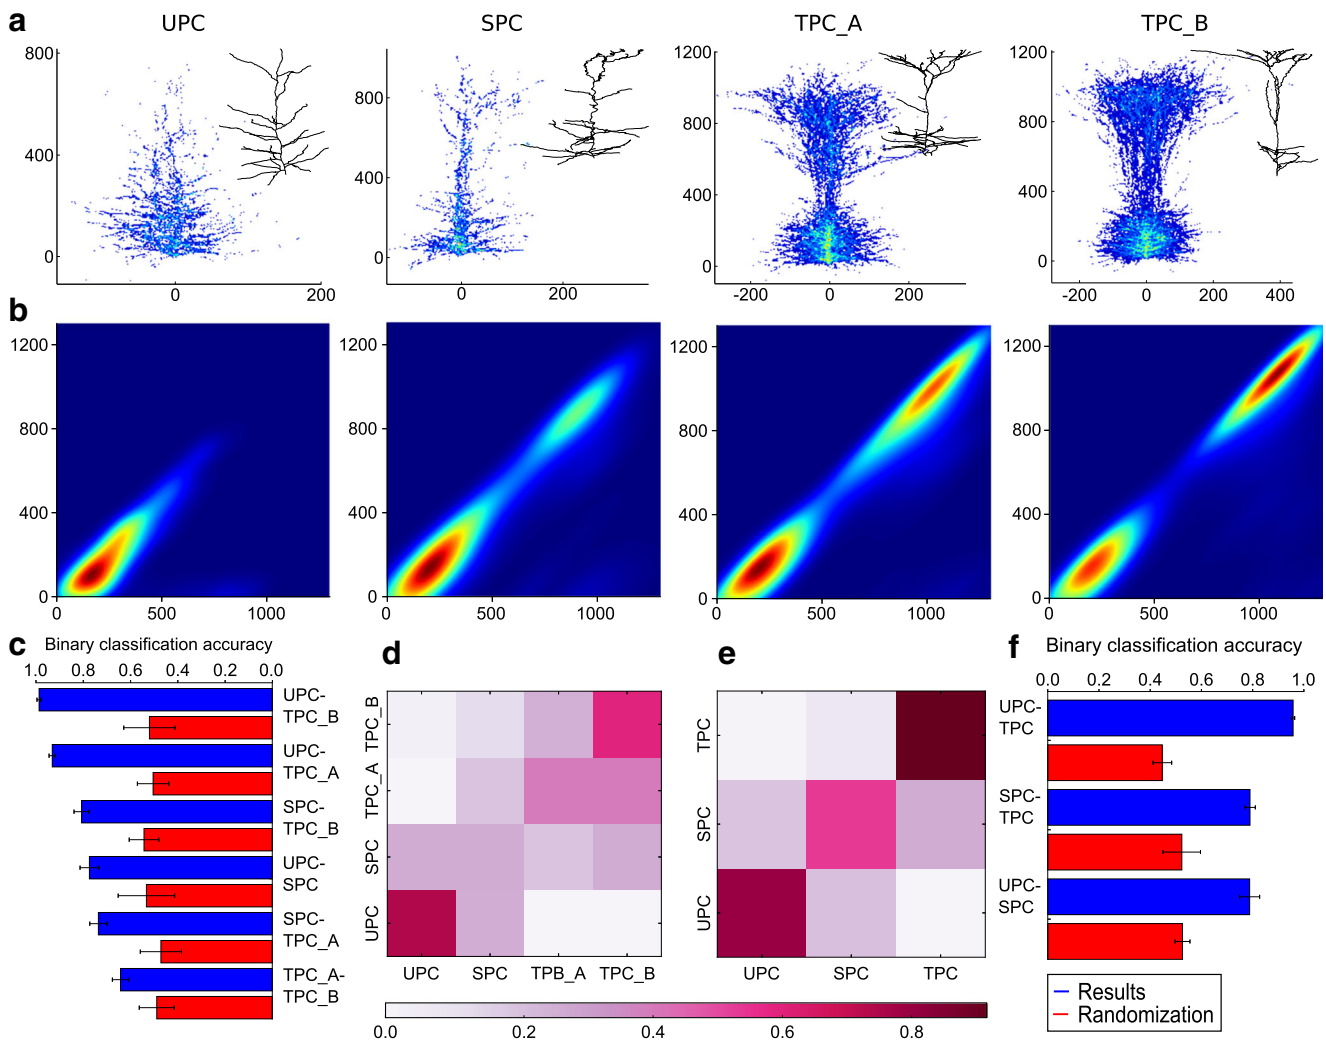 a
UPC
SPC
TPC_A
TPC_B
800
400
0
0
200
800
400
0
0
200
1200
800
400
0
-200
0
200
1200
800
400
0
-200
0
200
400
b
1200
800
400
0
0
500
1000
1200
800
400
0
0
500
1000
1200
800
400
0
0
500
1000
1200
800
400
0
0
500
1000
c
Binary classification accuracy
1.0 0.8 0.6 0.4 0.2 0.0
UPC-
TPC_B
UPC-
TPC_A
SPC-
TPC_B
UPC-
SPC
SPC-
TPC_A
TPC_A-
TPC_B
d
TPC_B
TPC_A
SPC
UPC
UPC SPC TPB_A TPC_B
e
TPC
SPC
UPC
UPC SPC TPC
0.0 0.2 0.4 0.6 0.8
f
Binary classification accuracy
0.0 0.2 0.4 0.6 0.8 1.0
UPC-
TPC
SPC-
TPC
UPC-
SPC
Results
Randomization